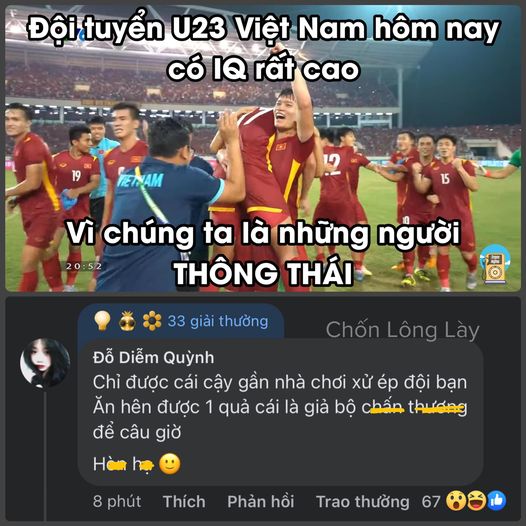 Đội tuyển U23 Việt Nam hôm nay
có IQ rất cao
19
VIETNAM
12
15
Vì chúng ta là những người
THÔNG THÁI
20:52
33 giải thưởng
Chốn Lông Lày
Đỗ Diễm Quỳnh
Chỉ được cái cậy gần nhà chơi xử ép đội bạn
Ăn hên được 1 quả cái là giả bộ chấn thương
để câu giờ
Hèn hạ
8 phút Thích Phản hồi Trao thưởng 67